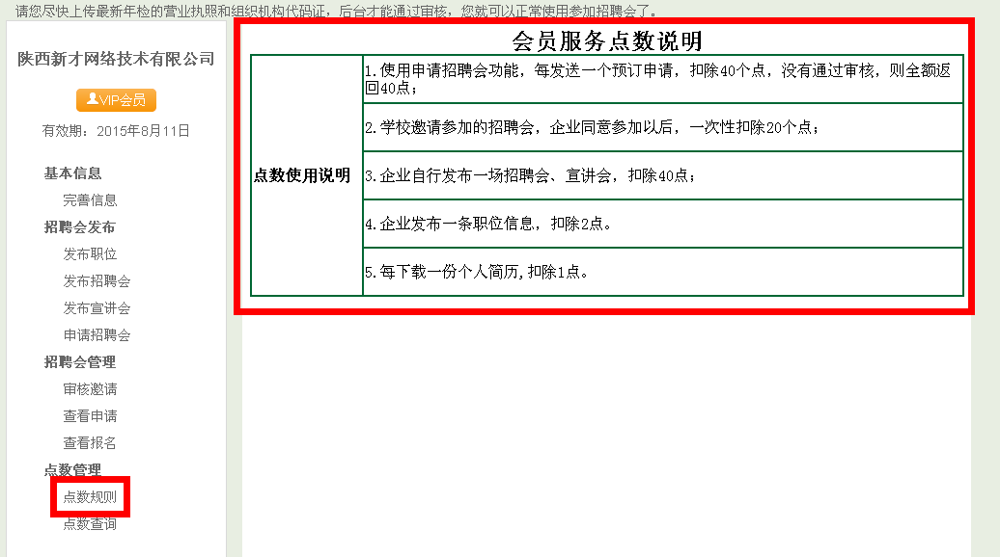 请您尽快上传最新年检的营业执照和组织机构代码证，后台才能通过审核，您就可以正常使用参加招聘会了。
陕西新才网络技术有限公司
VIP会员
有效期：2015年8月11日
基本信息
完善信息
招聘会发布
发布职位
发布招聘会
发布宣讲会
申请招聘会
招聘会管理
审核邀请
查看申请
查看报名
点数管理
点数规则
点数查询
会员服务点数说明
点数使用说明
1.使用申请招聘会功能，每发送一个预订申请，扣除40个点，没有通过审核，则全额返
回40点；
2.学校邀请参加的招聘会，企业同意参加以后，一次性扣除20个点；
3.企业自行发布一场招聘会、宣讲会，扣除40点；
4.企业发布一条职位信息，扣除2点。
5.每下载一份个人简历,扣除1点。